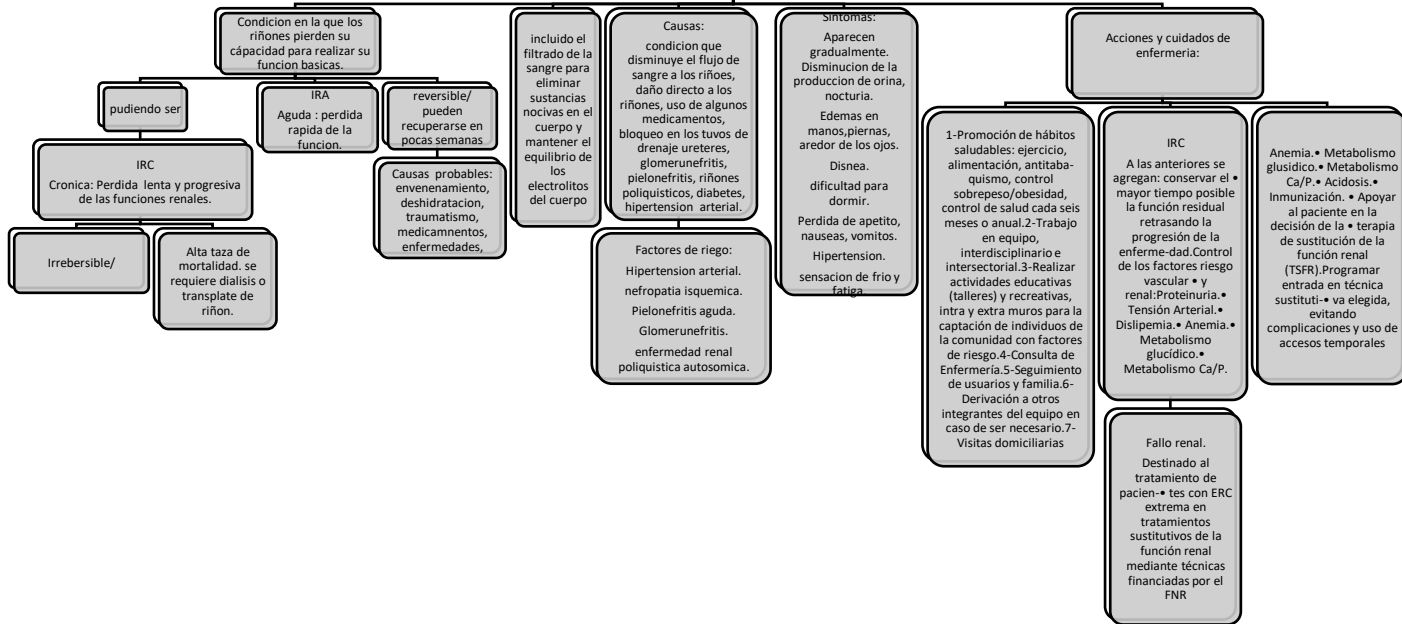 Condicion en la que los
riñones pierden su
cápacidad para realizar su
funcion basicas.
pudiendo ser
IRC
Cronica: Perdida lenta y progresiva
de las funciones renales.
Irrebersible/
Alta taza de
mortalidad. se
requiere dialisis o
transplate de
riñon.
IRA
Aguda : perdida
rapida de la
funcion.
reversible/
pueden
recuperarse en
pocas semanas
Causas probables:
envenenamiento,
deshidratacion,
traumatismo,
medicamnentos,
enfermedades,
incluido el
filtrado de la
sangre para
eliminar
sustancias
nocivas en el
cuerpo y
mantener el
equilibrio de
los
electrolitos
del cuerpo
Causas:
condicion que
disminuye el flujo de
sangre a los riñoes,
daño directo a los
riñones, uso de algunos
medicamentos,
bloqueo en los tuvos de
drenaje ureteres,
glomerunefritis,
pielonefritis, riñones
poliquisticos, diabetes,
hipertension arterial.
Factores de riego:
Hipertension arterial.
nefropatia isquemica.
Pielonefritis aguda.
Glomerunefritis.
enfermedad renal
poliquistica autosomica.
Sintomas:
Aparecen
gradualmente.
Disminucion de la
produccion de orina,
nocturia.
Edemas en
manos,piernas,
aredor de los ojos.
Disnea.
dificultad para
dormir.
Perdida de apetito,
nauseas, vomitos.
Hipertension.
sensacion de frio y
fatiga.
Acciones y cuidados de
enfermeria:
1-Promoción de hábitos
saludables: ejercicio,
alimentación, antitaba-
quismo, control
sobrepeso/obesidad,
control de salud cada seis
meses o anual.2-Trabajo
en equipo,
interdisciplinario e
intersectorial.3-Realizar
actividades educativas
(talleres) y recreativas,
intra y extra muros para la
captación de individuos de
la comunidad con factores
de riesgo.4-Consulta de
Enfermería.5-Seguimiento
de usuarios y familia.6-
Derivación a otros
integrantes del equipo en
caso de ser necesario.7-
Visitas domiciliarias
IRC
A las anteriores se
agregan: conservar el •
mayor tiempo posible
la función residual
retrasando la
progresión de la
enferme-dad.Control
de los factores riesgo
vascular • y
renal:Proteinuria.•
Tensión Arterial.•
Dislipemia.• Anemia.•
Metabolismo
glucídico.•
Metabolismo Ca/P.
Fallo renal.
Destinado al
tratamiento de
pacien-• tes con ERC
extrema en
tratamientos
sustitutivos de la
función renal
mediante técnicas
financiadas por el
FNR
Anemia.• Metabolismo
glusidico.• Metabolismo
Ca/P.• Acidosis.•
Inmunización. • Apoyar
al paciente en la
decisión de la • terapia
de sustitución de la
función renal
(TSFR).Programar
entrada en técnica
sustituti-• va elegida,
evitando
complicaciones y uso de
accesos temporales